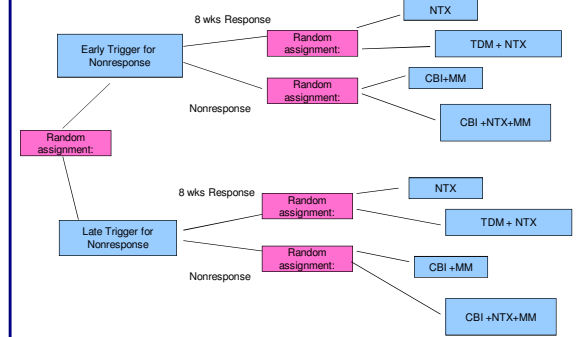 NTX
8 wks Response
Random
assignment:
TDM + NTX
Early Trigger for
Nonresponse
CBI+MM
Random
assignment:
Nonresponse
CBI +NTX+MM
Random
assignment:
NTX
8 wks Response
Random
assignment:
TDM + NTX
Late Trigger for
Nonresponse
Random
assignment:
CBI +MM
Nonresponse
CBI +NTX+MM